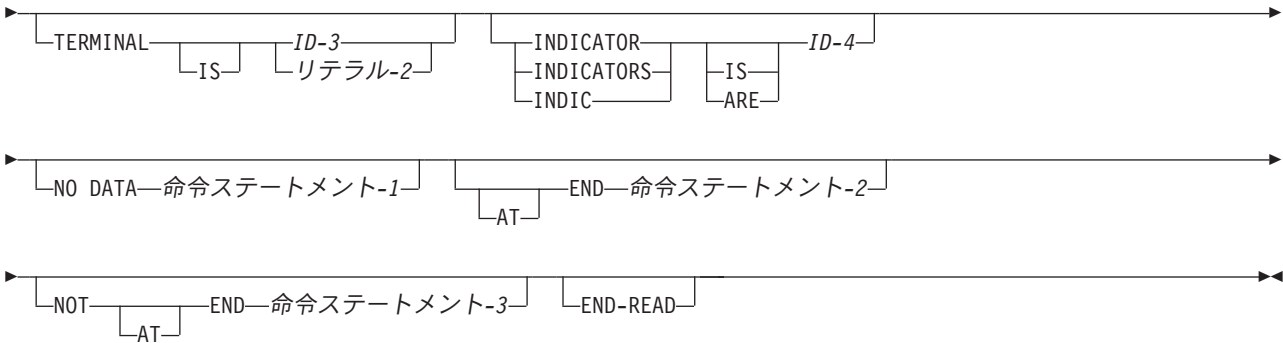 TERMINAL IS ID-3 リテラル-2 INDICATOR INDICATORS INDIC IS ARE ID-4
NO DATA 命令ステートメント-1 AT END 命令ステートメント-2
NOT AT END 命令ステートメント-3 END-READ